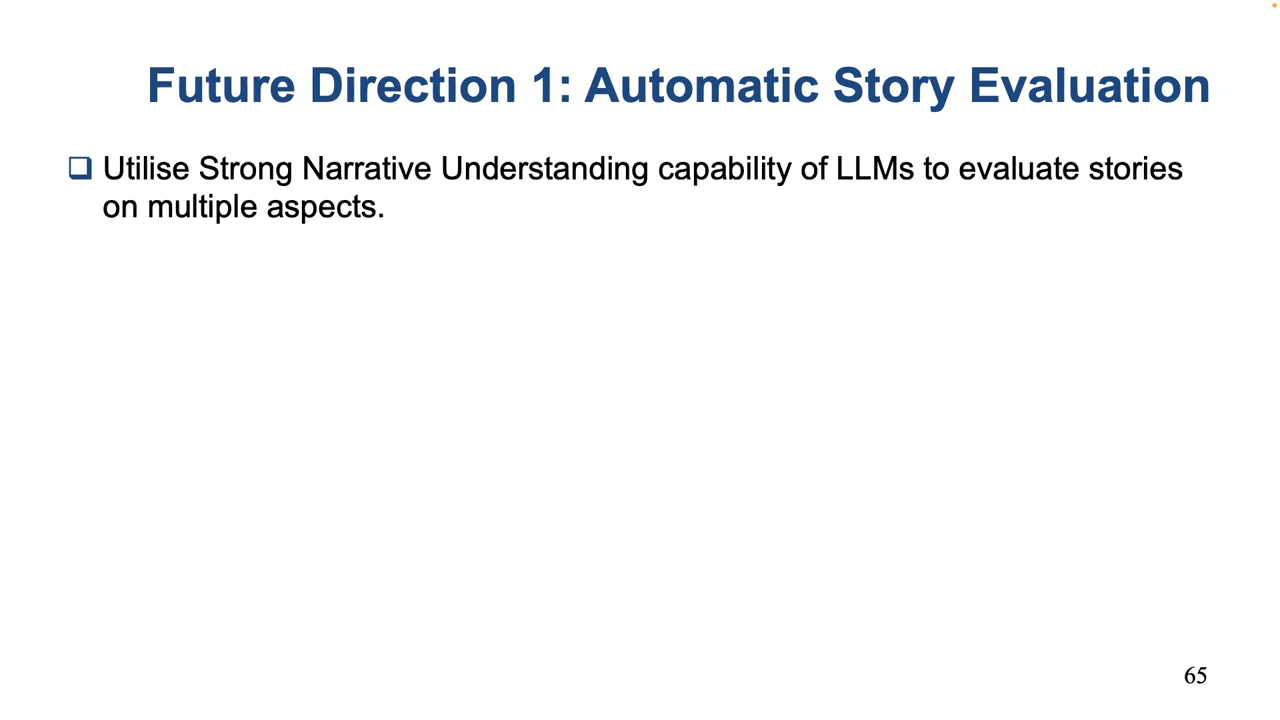 Future Direction 1: Automatic Story Evaluation
Utilise Strong Narrative Understanding capability of LLMs to evaluate stories
on multiple aspects.
65